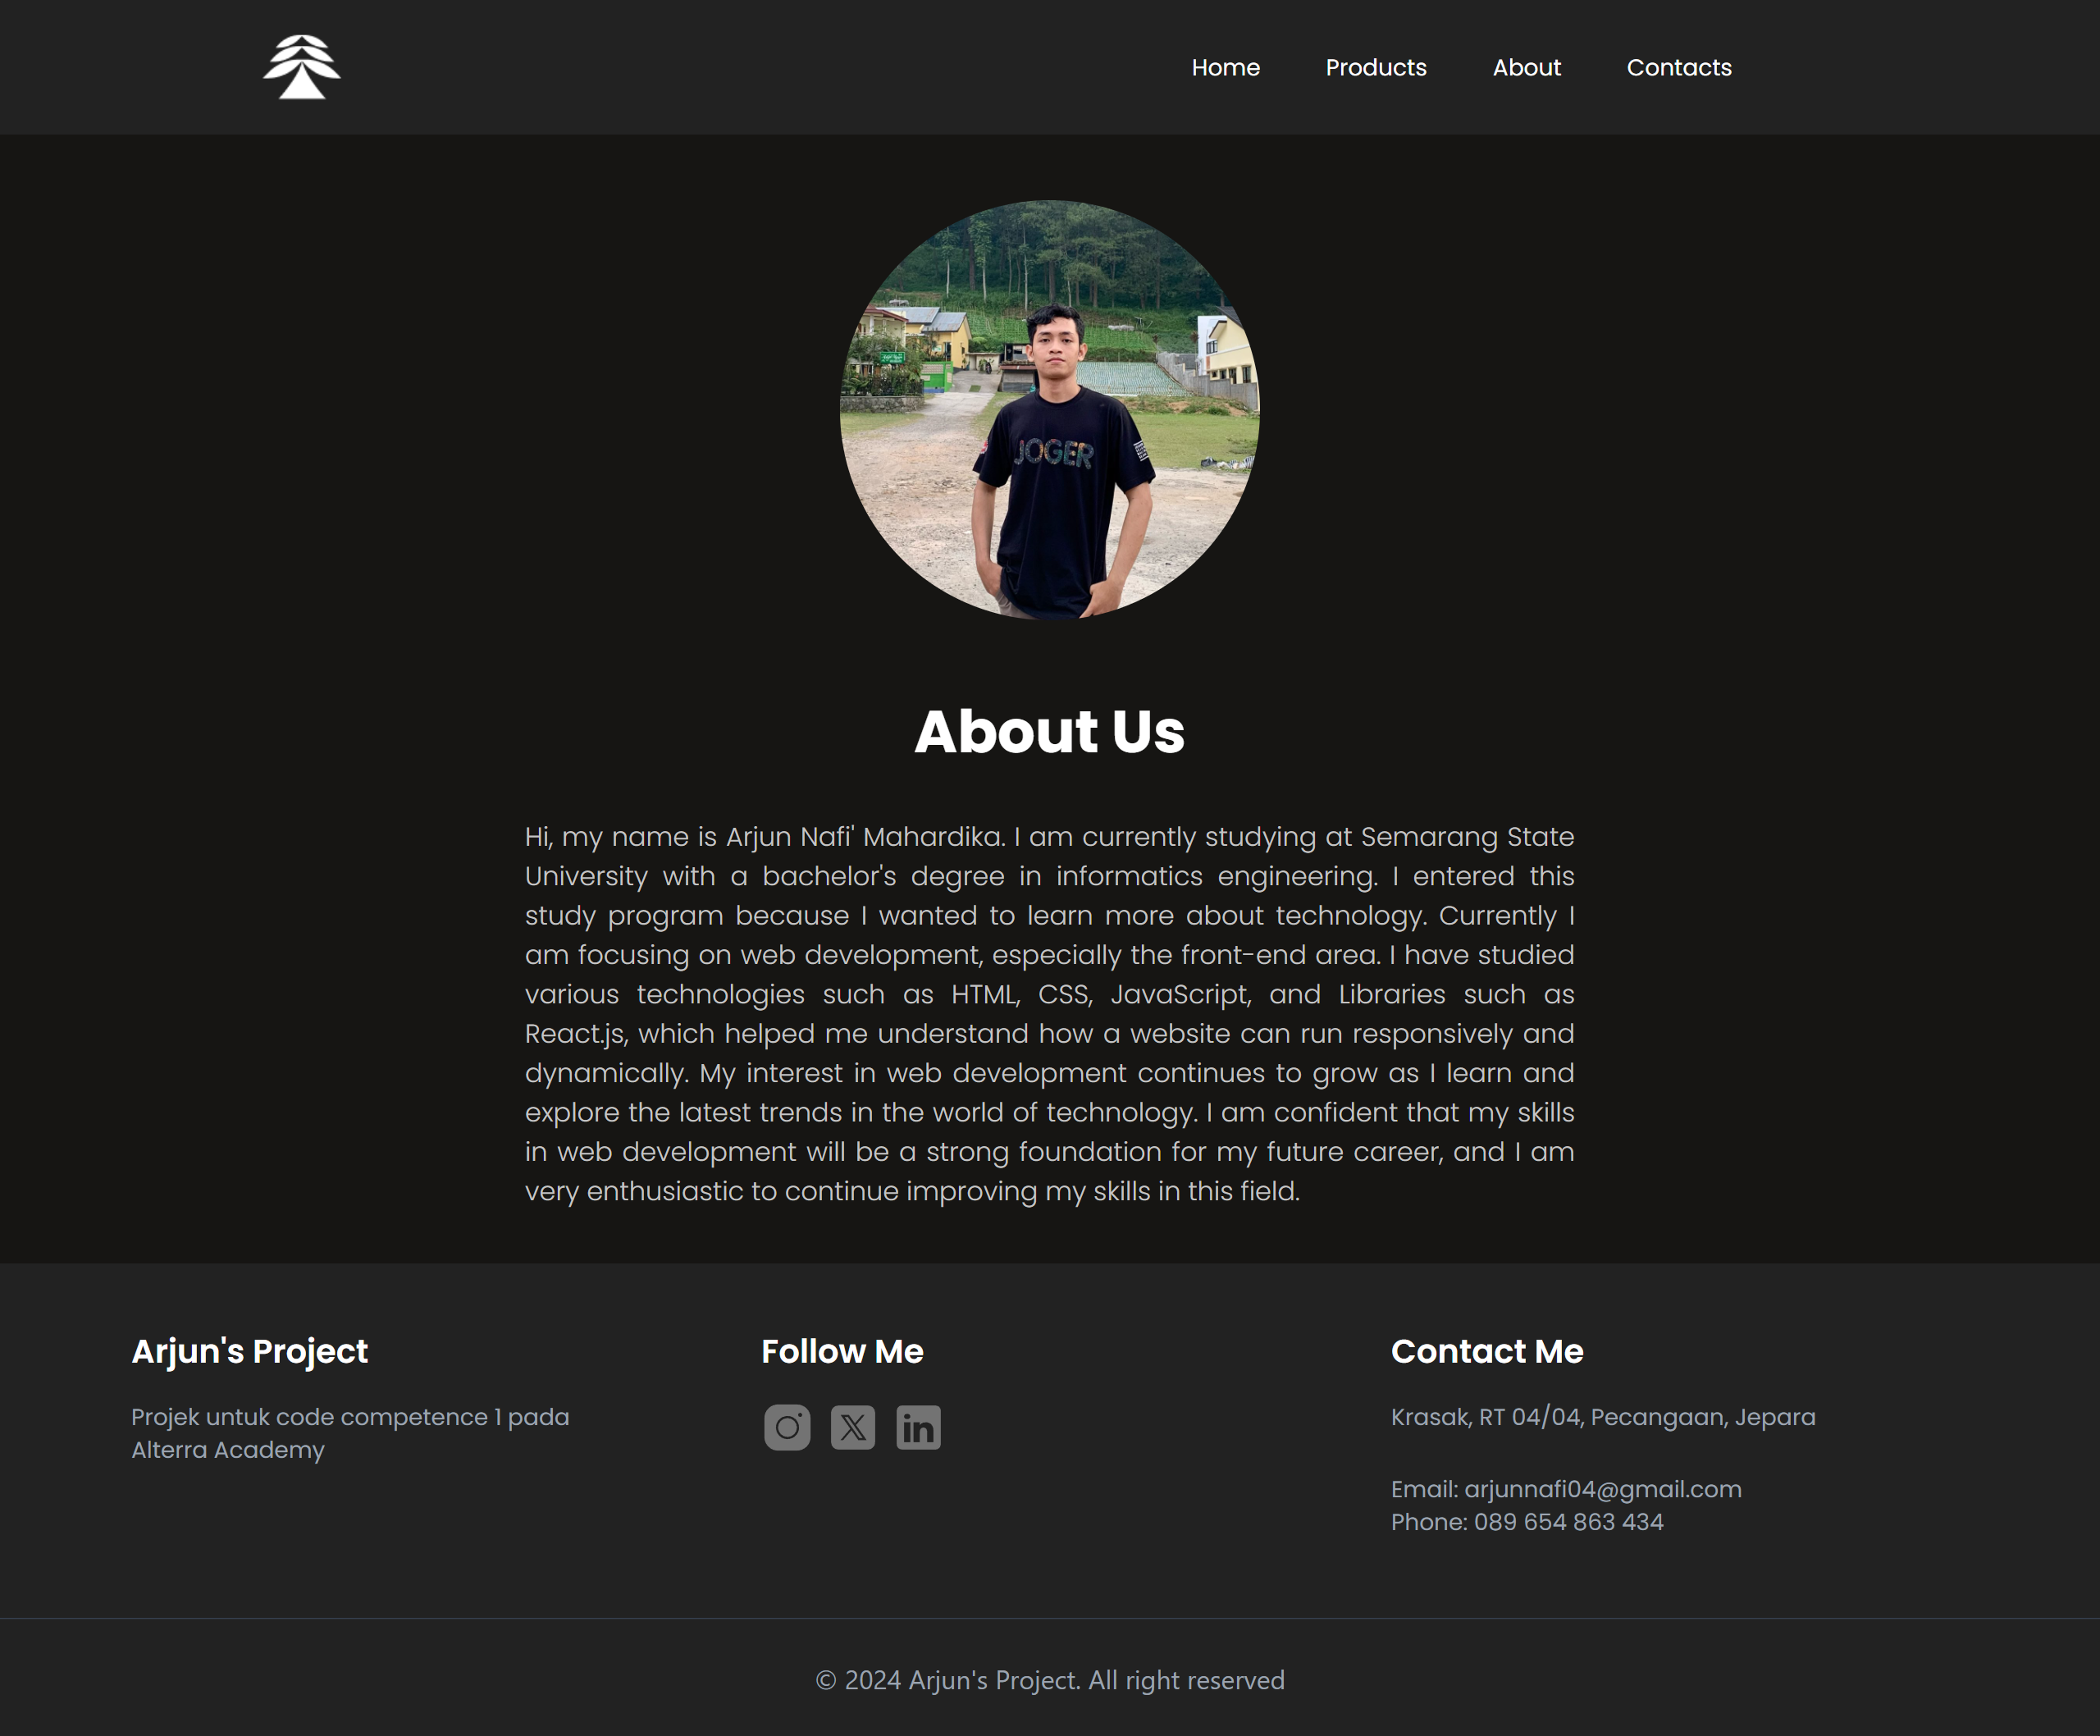 Home Products About Contacts
JOGER
About Us
Hi, my name is Arjun Nafi' Mahardika. I am currently studying at Semarang State
University with a bachelor's degree in informatics engineering. I entered this
study program because I wanted to learn more about technology. Currently I
am focusing on web development, especially the front-end area. I have studied
various technologies such as HTML, CSS, JavaScript, and Libraries such as
React.js, which helped me understand how a website can run responsively and
dynamically. My interest in web development continues to grow as I learn and
explore the latest trends in the world of technology. I am confident that my skills
in web development will be a strong foundation for my future career, and I am
very enthusiastic to continue improving my skills in this field.
Arjun's Project
Projek untuk code competence 1 pada
Alterra Academy
Follow Me
Contact Me
Krasak, RT 04/04, Pecangaan, Jepara
Email: arjunnafi04@gmail.com
Phone: 089 654 863 434
© 2024 Arjun's Project. All right reserved